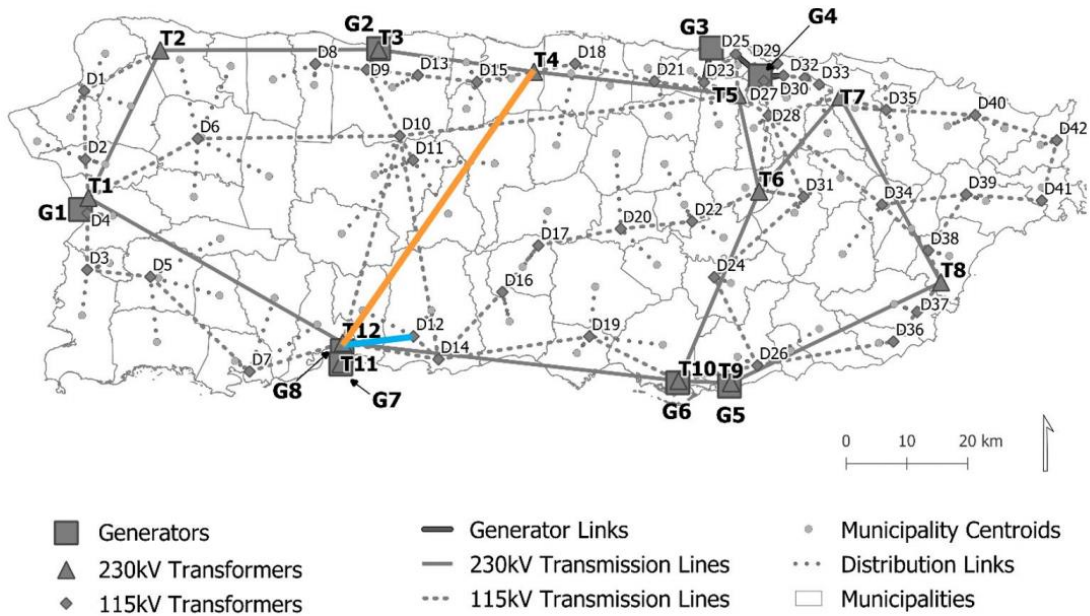 G2
G3
G4
T2
T3
T4
D25
D29
D8
D18
D32
D9
D13
D15
D21
D23
D33
D1
D27
D30
T5
T7
D35
D40
D28
D6
D10
D42
D2
D11
T1
T6
D31
D39
D41
G1
D4
D34
D20
D22
D17
D38
D3
D5
D24
T8
D16
D37
T12
D12
D19
D36
D7
T11
D14
D26
G8
G7
T10
T9
G6
G5
0 10 20 km
Generators
Generator Links
Municipality Centroids
230kV Transformers
230kV Transmission Lines
Distribution Links
115kV Transformers
115kV Transmission Lines
Municipalities